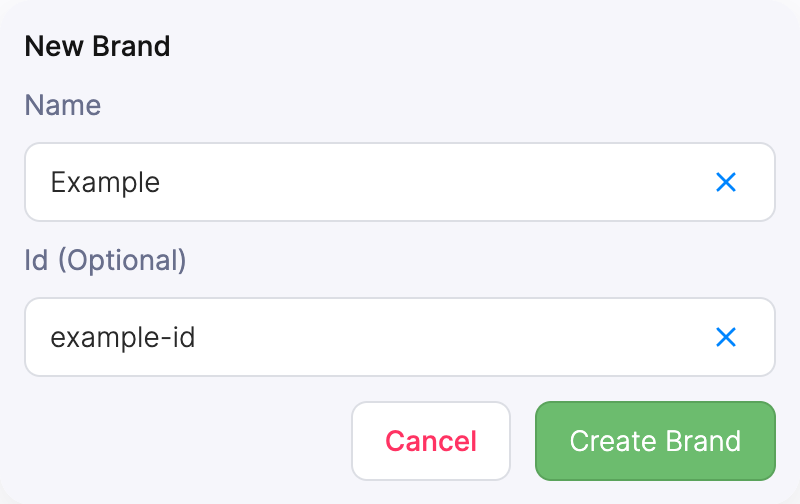 New Brand
Name
Example
Id (Optional)
example-id
Cancel
Create Brand